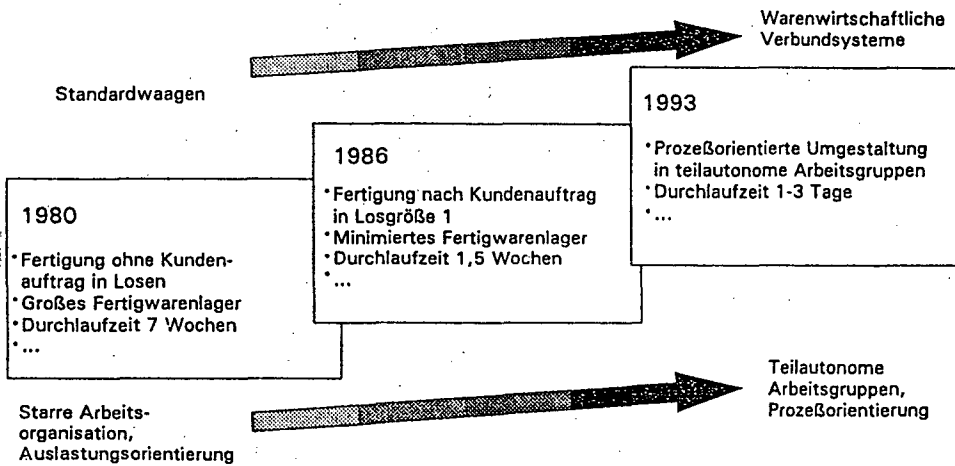 Warenwirtschaftliche
Verbundsysteme
Standardwaagen
1993
•Prozeßorientierte Umgestaltung
in teilautonome Arbeitsgruppen
•Durchlaufzeit 1-3 Tage
•...
1986
•Fertigung nach Kundenauftrag
in Losgröße 1
•Minimiertes Fertigwarenlager
•Durchlaufzeit 1,5 Wochen
•...
1980
•Fertigung ohne Kunden-
auftrag in Losen
•Großes Fertigwarenlager
•Durchlaufzeit 7 Wochen
•...
Starre Arbeits-
organisation,
Auslastungsorientierung
Teilautonome
Arbeitsgruppen,
Prozeßorientierung